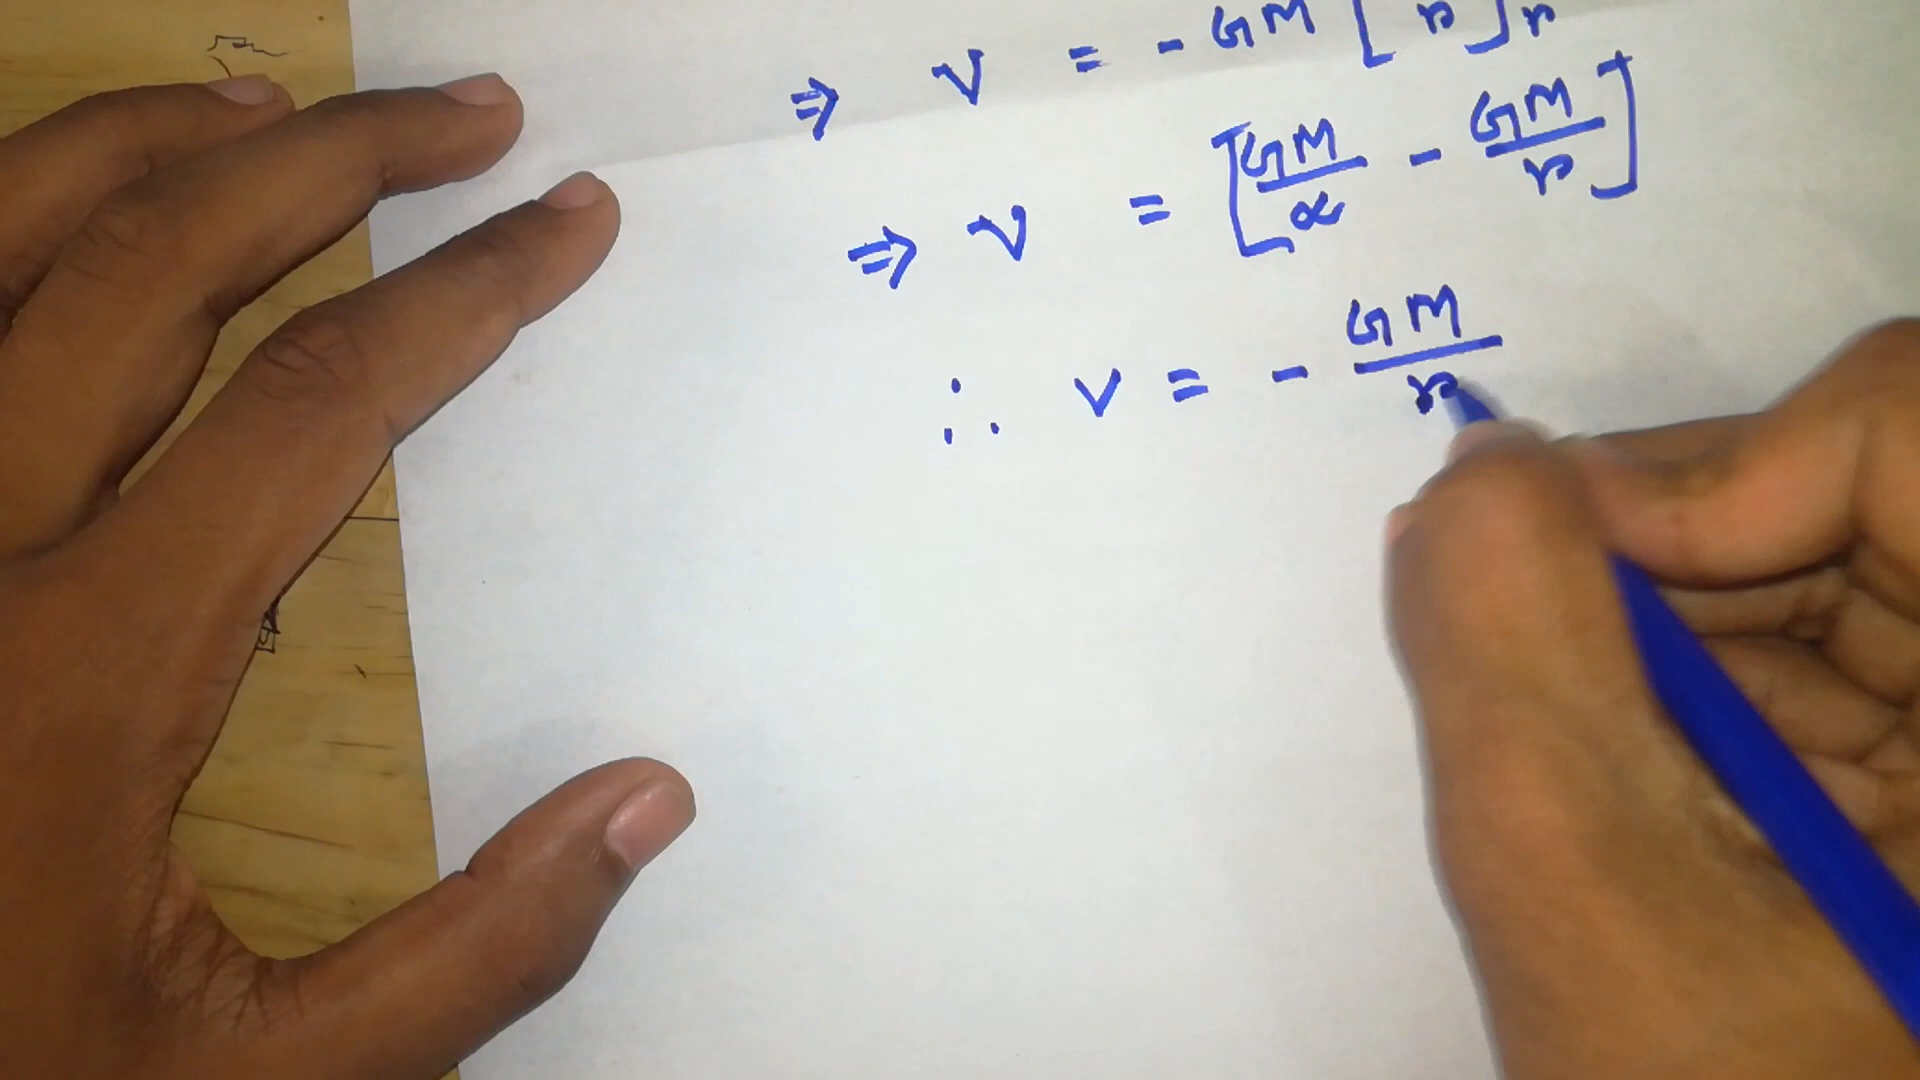 ⇒ V = - GM [ r ] r
⇒ V = [GM/α - GM/r]
∴ V = - GM/r